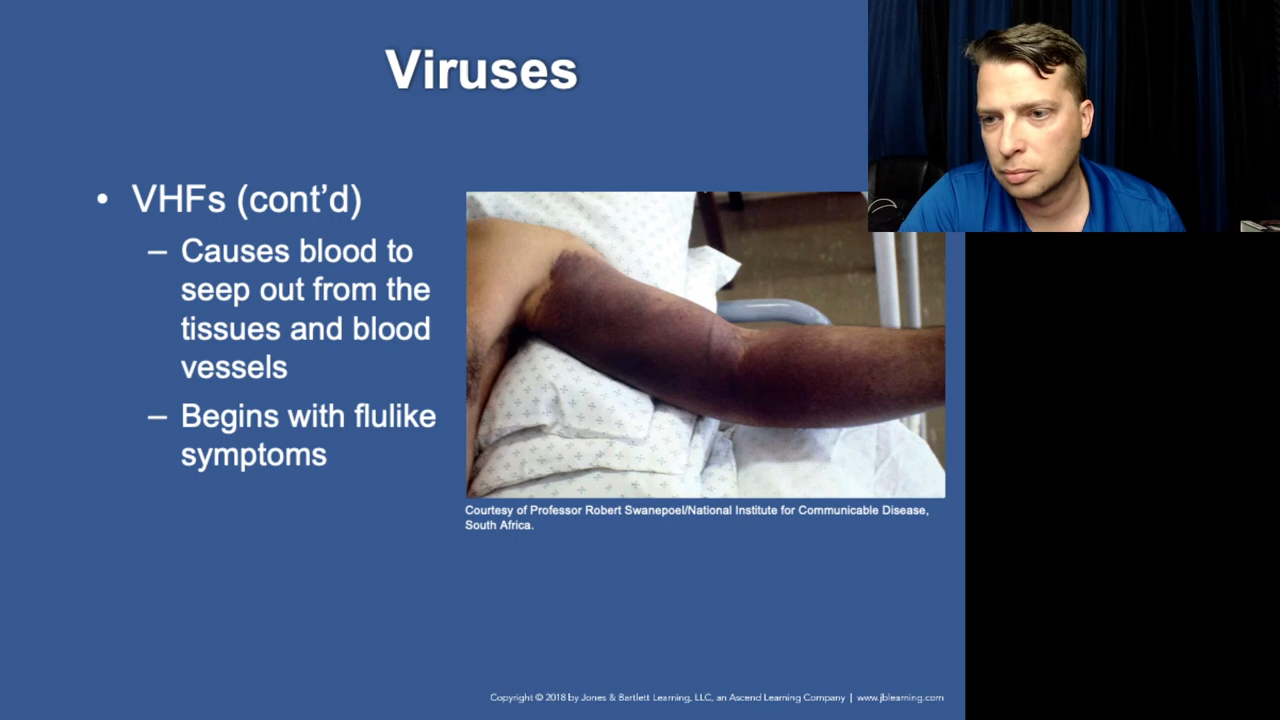 Viruses
• VHFs (cont’d)
– Causes blood to
seep out from the
tissues and blood
vessels
– Begins with flulike
symptoms
Courtesy of Professor Robert Swanepoel/National Institute for Communicable Disease,
South Africa.
Copyright © 2018 by Jones & Bartlett Learning, LLC, an Ascend Learning Company | www.jblearning.com